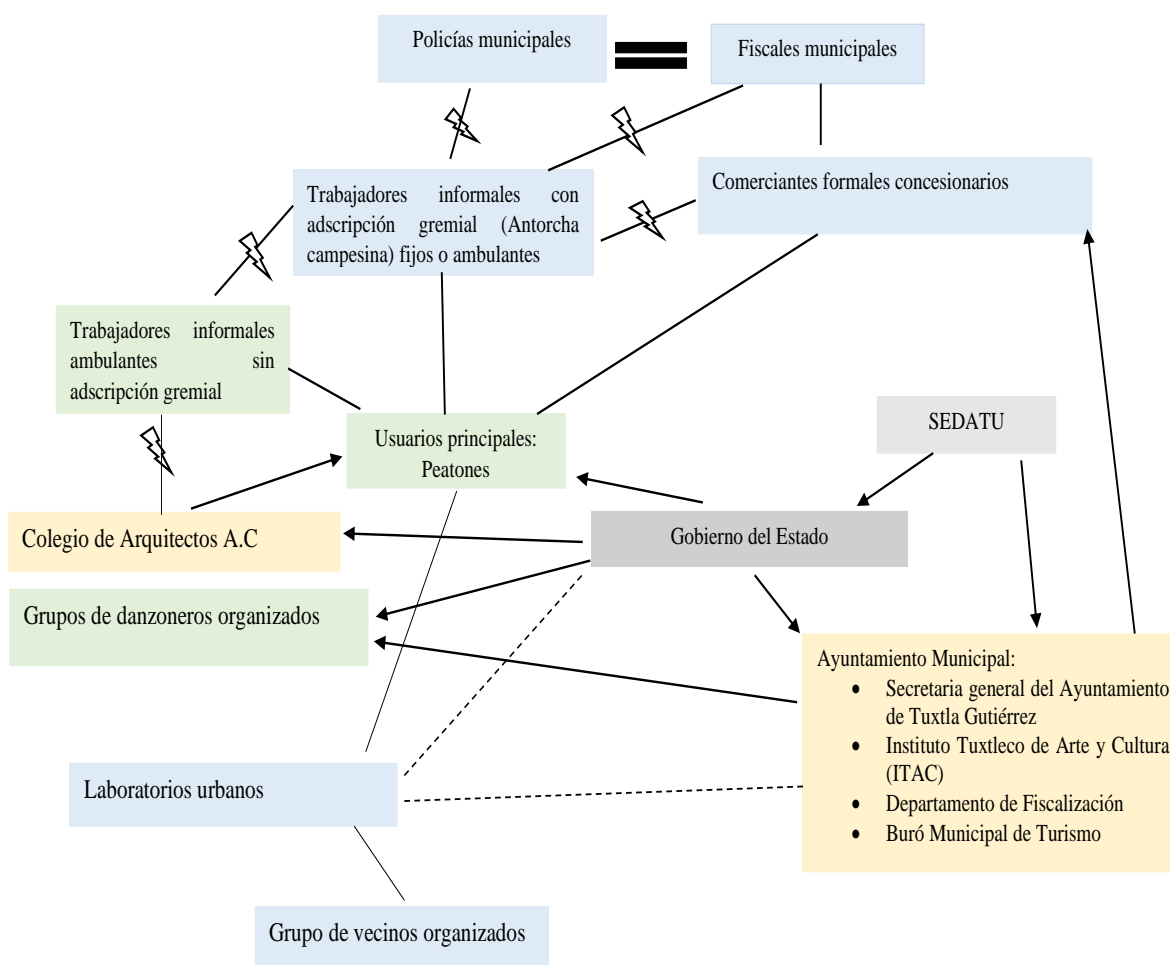 Policías municipales
Fiscales municipales
Trabajadores informales con
adscripción gremial (Antorcha
campesina) fijos o ambulantes
Comerciantes formales concesionarios
Trabajadores informales
ambulantes sin
adscripción gremial
Usuarios principales:
Peatones
SEDATU
Colegio de Arquitectos A.C
Gobierno del Estado
Grupos de danzoneros organizados
Ayuntamiento Municipal:
• Secretaria general del Ayuntamiento
de Tuxtla Gutiérrez
• Instituto Tuxtleco de Arte y Cultura
(ITAC)
• Departamento de Fiscalización
• Buró Municipal de Turismo
Laboratorios urbanos
Grupo de vecinos organizados